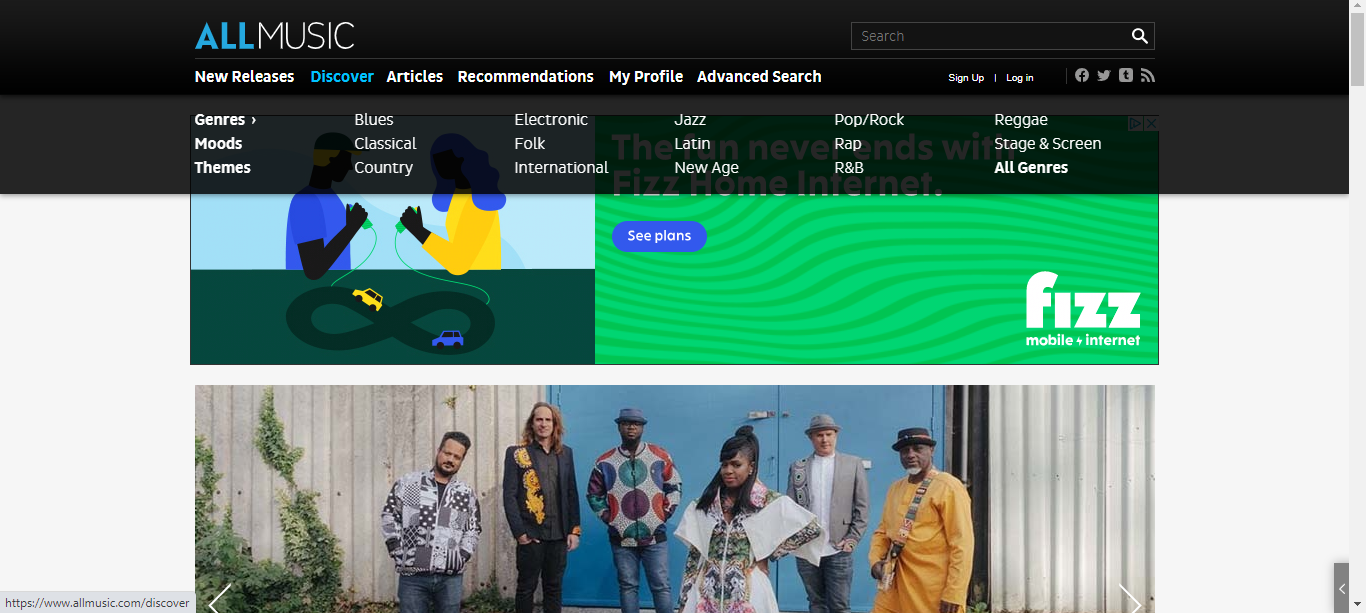 ALLMUSIC
Search
New Releases Discover Articles Recommendations My Profile Advanced Search
Sign Up | Log in
Genres ›
Moods
Themes
Blues
Classical
Country
Electronic
Folk
International
Jazz
Latin
New Age
Pop/Rock
Rap
R&B
Reggae
Stage & Screen
All Genres
The fun never ends with
Fizz Home Internet.
See plans
fizz
mobile internet
https://www.allmusic.com/discover